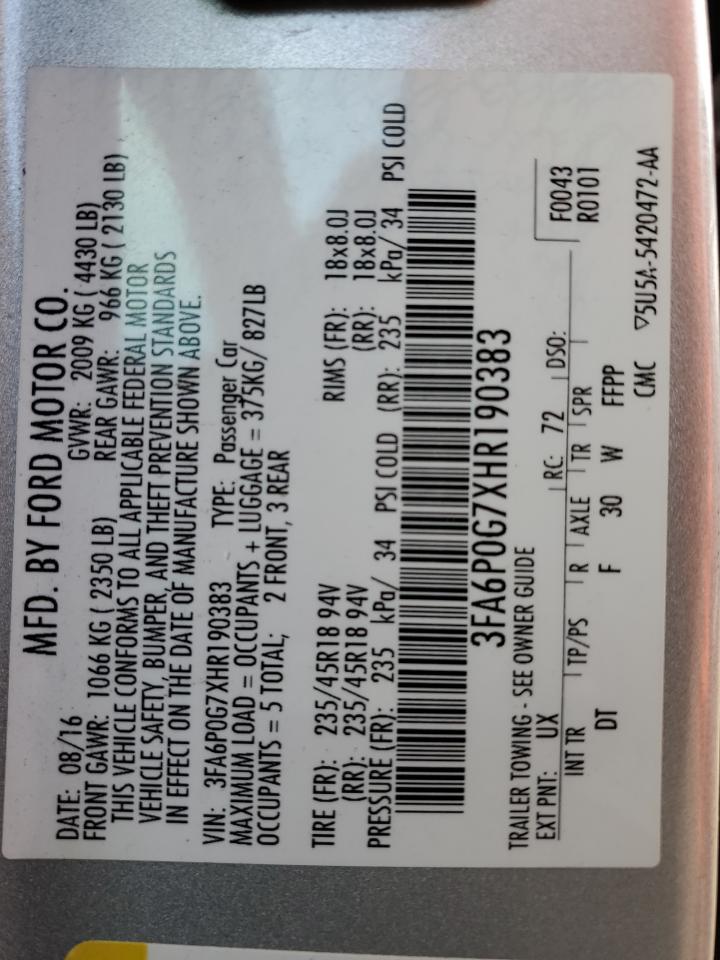 MFD. BY FORD MOTOR CO.
DATE: 08/16 GVWR: 2009 KG ( 4430 LB)
FRONT GAWR: 1066 KG ( 2350 LB) REAR GAWR: 966 KG ( 2130 LB)
THIS VEHICLE CONFORMS TO ALL APPLICABLE FEDERAL MOTOR
VEHICLE SAFETY, BUMPER, AND THEFT PREVENTION STANDARDS
IN EFFECT ON THE DATE OF MANUFACTURE SHOWN ABOVE.
VIN: 3FA6P0G7XHR190383 TYPE: Passenger Car
MAXIMUM LOAD = OCCUPANTS + LUGGAGE = 375KG/ 827LB
OCCUPANTS = 5 TOTAL; 2 FRONT, 3 REAR
TIRE (FR): 235/45R18 94V RIMS (FR): 18x8.0J
(RR): 235/45R18 94V (RR): 18x8.0J
PRESSURE (FR): 235 kPa/ 34 PSI COLD (RR): 235 kPa/ 34 PSI COLD
3FA6P0G7XHR190383
TRAILER TOWING - SEE OWNER GUIDE
EXT PNT: UX RC: 72 DSO: F0043
INT TR TP/PS R AXLE TR SPR R0101
DT F 30 W FFPP
CMC ▽5U5A-5420472-AA